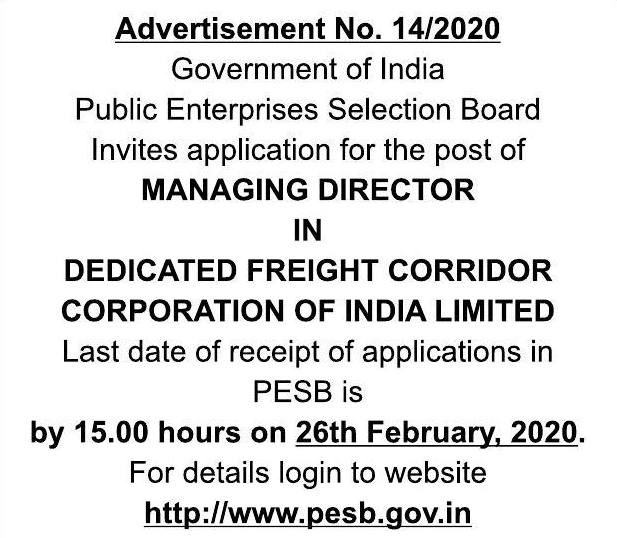 Advertisement No. 14/2020
Government of India
Public Enterprises Selection Board
Invites application for the post of
MANAGING DIRECTOR
IN
DEDICATED FREIGHT CORRIDOR
CORPORATION OF INDIA LIMITED
Last date of receipt of applications in
PESB is
by 15.00 hours on 26th February, 2020.
For details login to website
http://www.pesb.gov.in